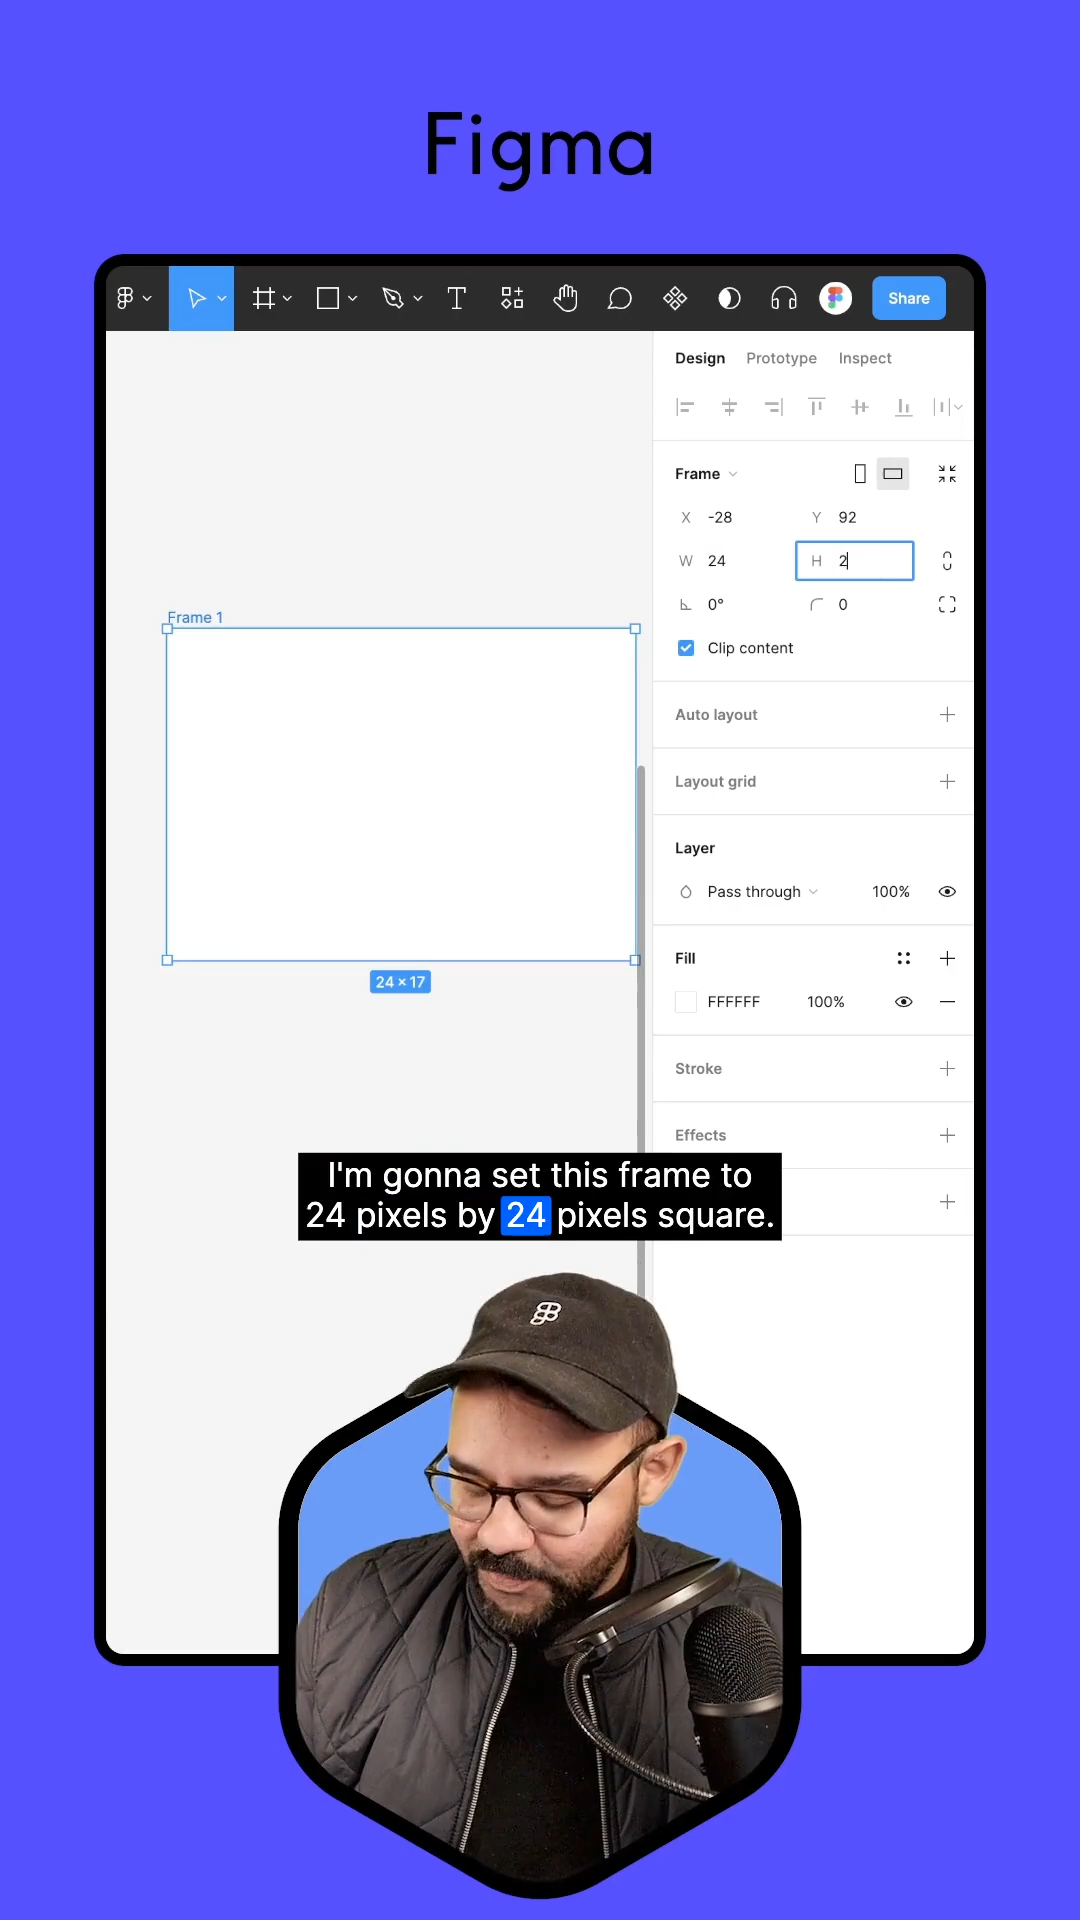 Figma
Share
Design Prototype Inspect
Frame
X -28 Y 92
W 24 H 2
0° 0
Clip content
Frame 1
Auto layout
Layout grid
Layer
Pass through 100%
24 × 17
Fill
FFFFFF 100%
Stroke
Effects
I'm gonna set this frame to
24 pixels by 24 pixels square.